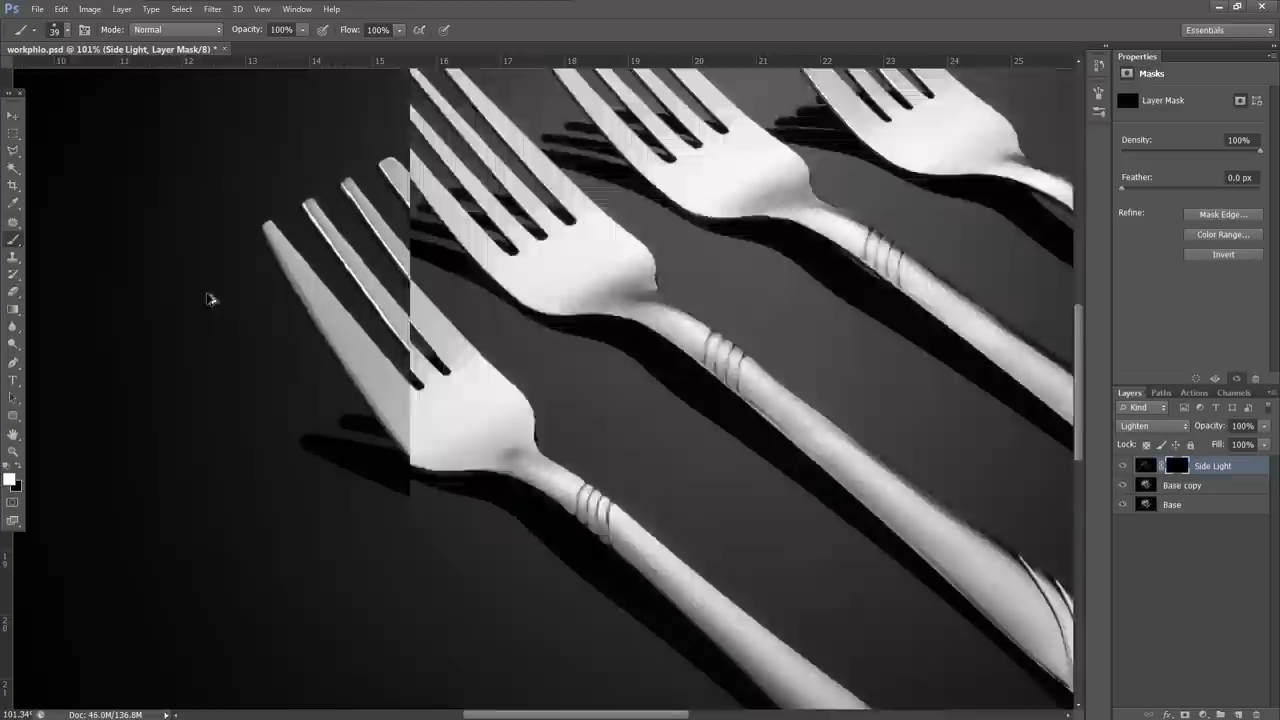 Ps File Edit Image Layer Type Select Filter 3D View Window Help
39 Mode: Normal Opacity: 100% Flow: 100% Essentials
workphlo.psd @ 101% (Side Light, Layer Mask/8) * ×
10 11 12 13 14 15 16 17 18 19 20 21 22 23 24 25
Properties
Masks
Layer Mask
Density: 100%
Feather: 0.0 px
Refine: Mask Edge...
Color Range...
Invert
Layers Paths Actions Channels
Kind
Lighten Opacity: 100%
Lock: Fill: 100%
Side Light
Base copy
Base
19
20
21
101.34% Doc: 46.0M/136.8M